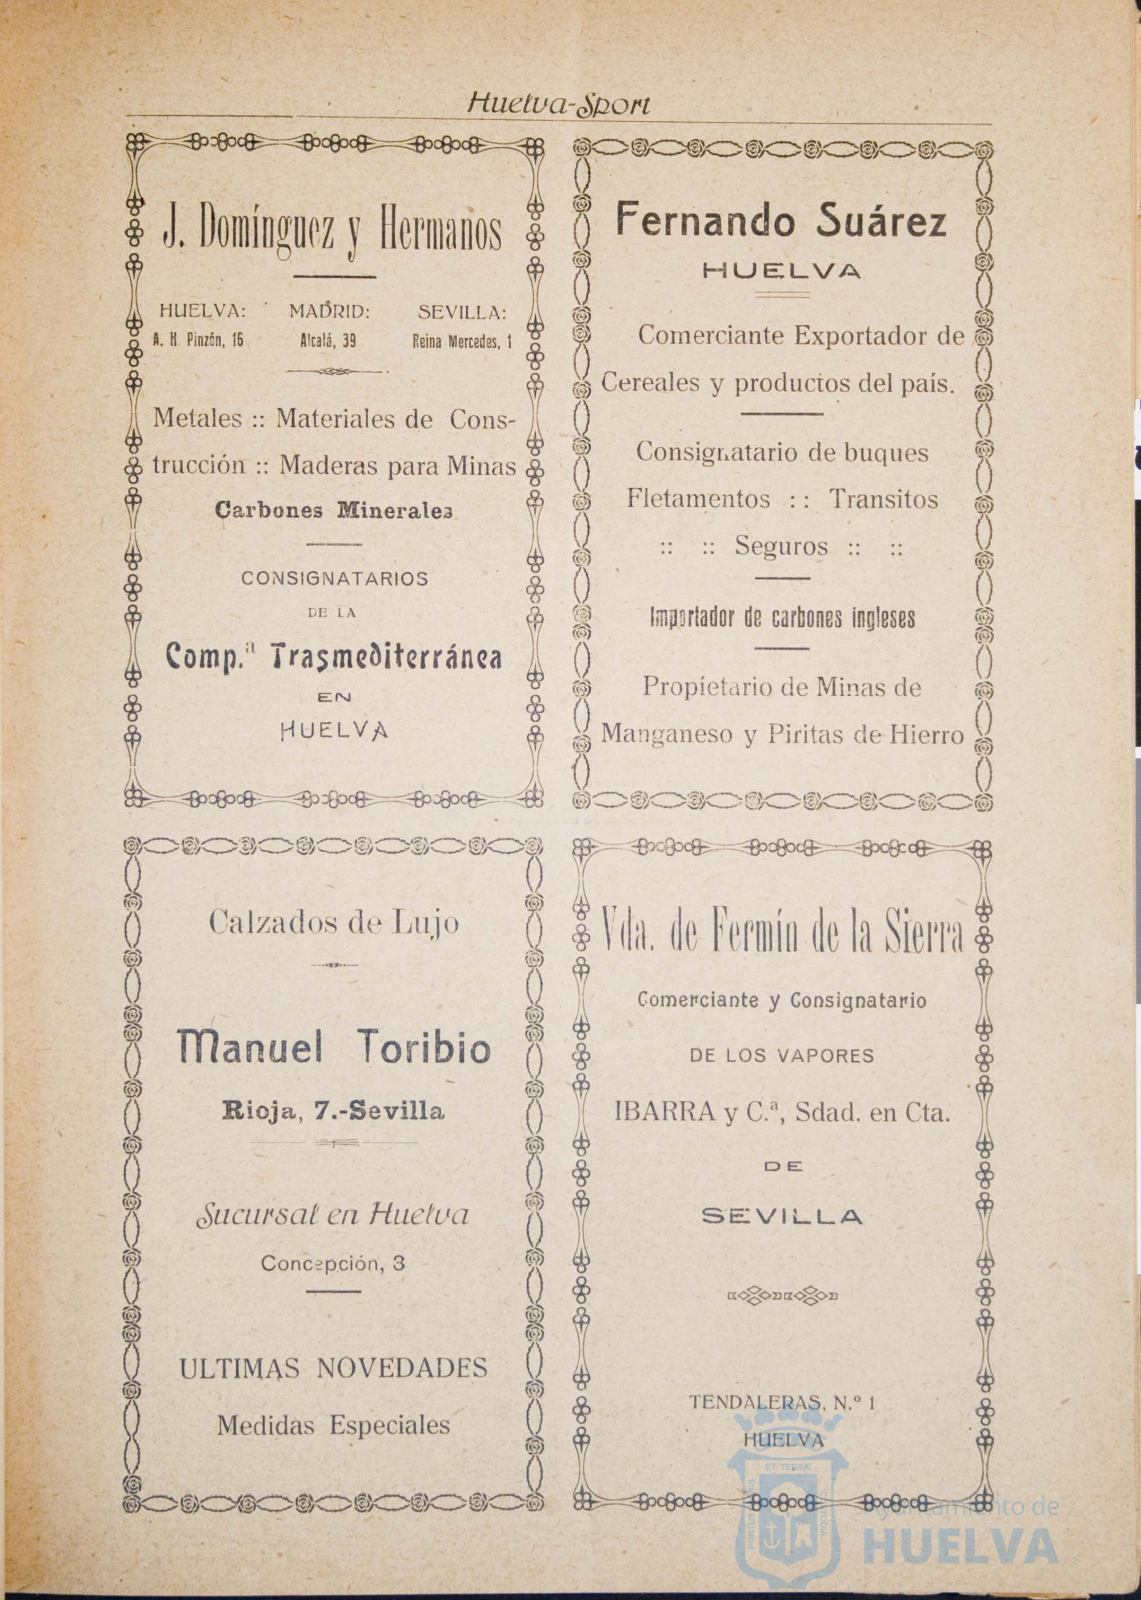 Huelva-Sport
J. Domínguez y Hermanos
HUELVA: MADRID: SEVILLA:
A. H. Pinzón, 16 Alcalá, 39 Reina Mercedes, 1
Metales :: Materiales de Cons-
trucción :: Maderas para Minas
Carbones Minerales
CONSIGNATARIOS
DE LA
Comp.ª Trasmediterránea
EN
HUELVA
Fernando Suárez
HUELVA
Comerciante Exportador de
Cereales y productos del país.
Consignatario de buques
Fletamentos :: Transitos
:: :: Seguros :: ::
Importador de carbones ingleses
Propietario de Minas de
Manganeso y Piritas de Hierro
Calzados de Lujo
Manuel Toribio
Rioja, 7.-Sevilla
Sucursal en Huelva
Concepción, 3
ULTIMAS NOVEDADES
Medidas Especiales
Vda. de Fermín de la Sierra
Comerciante y Consignatario
DE LOS VAPORES
IBARRA y C.ª, Sdad. en Cta.
DE
SEVILLA
TENDALERAS, N.º 1
HUELVA
Ayuntamiento de
HUELVA